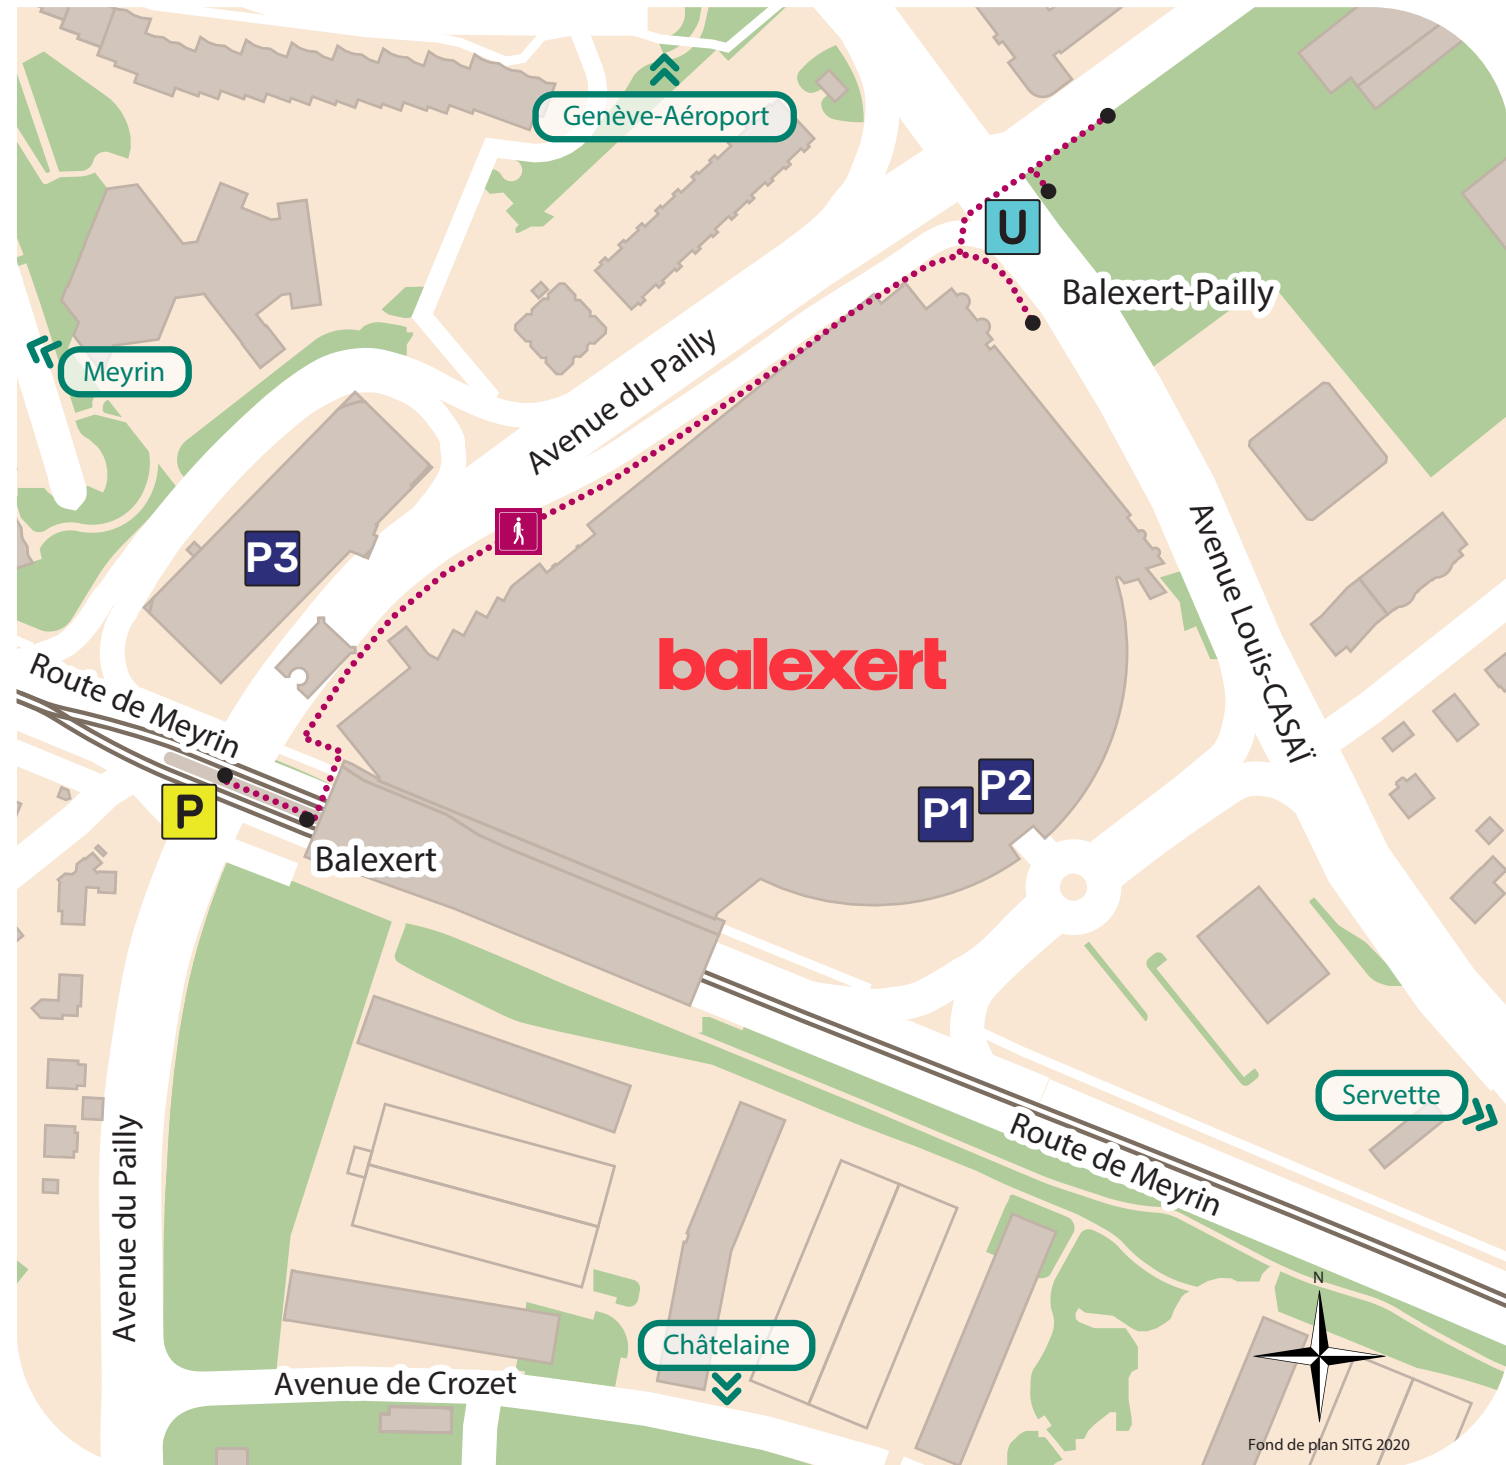 Genève-Aéroport
U
Balexert-Pailly
Meyrin
Avenue du Pailly
P3
Avenue Louis-CASAÏ
balexert
Route de Meyrin
P2
P1
P
Balexert
Servette
Route de Meyrin
Avenue du Pailly
N
Châtelaine
Avenue de Crozet
Fond de plan SITG 2020